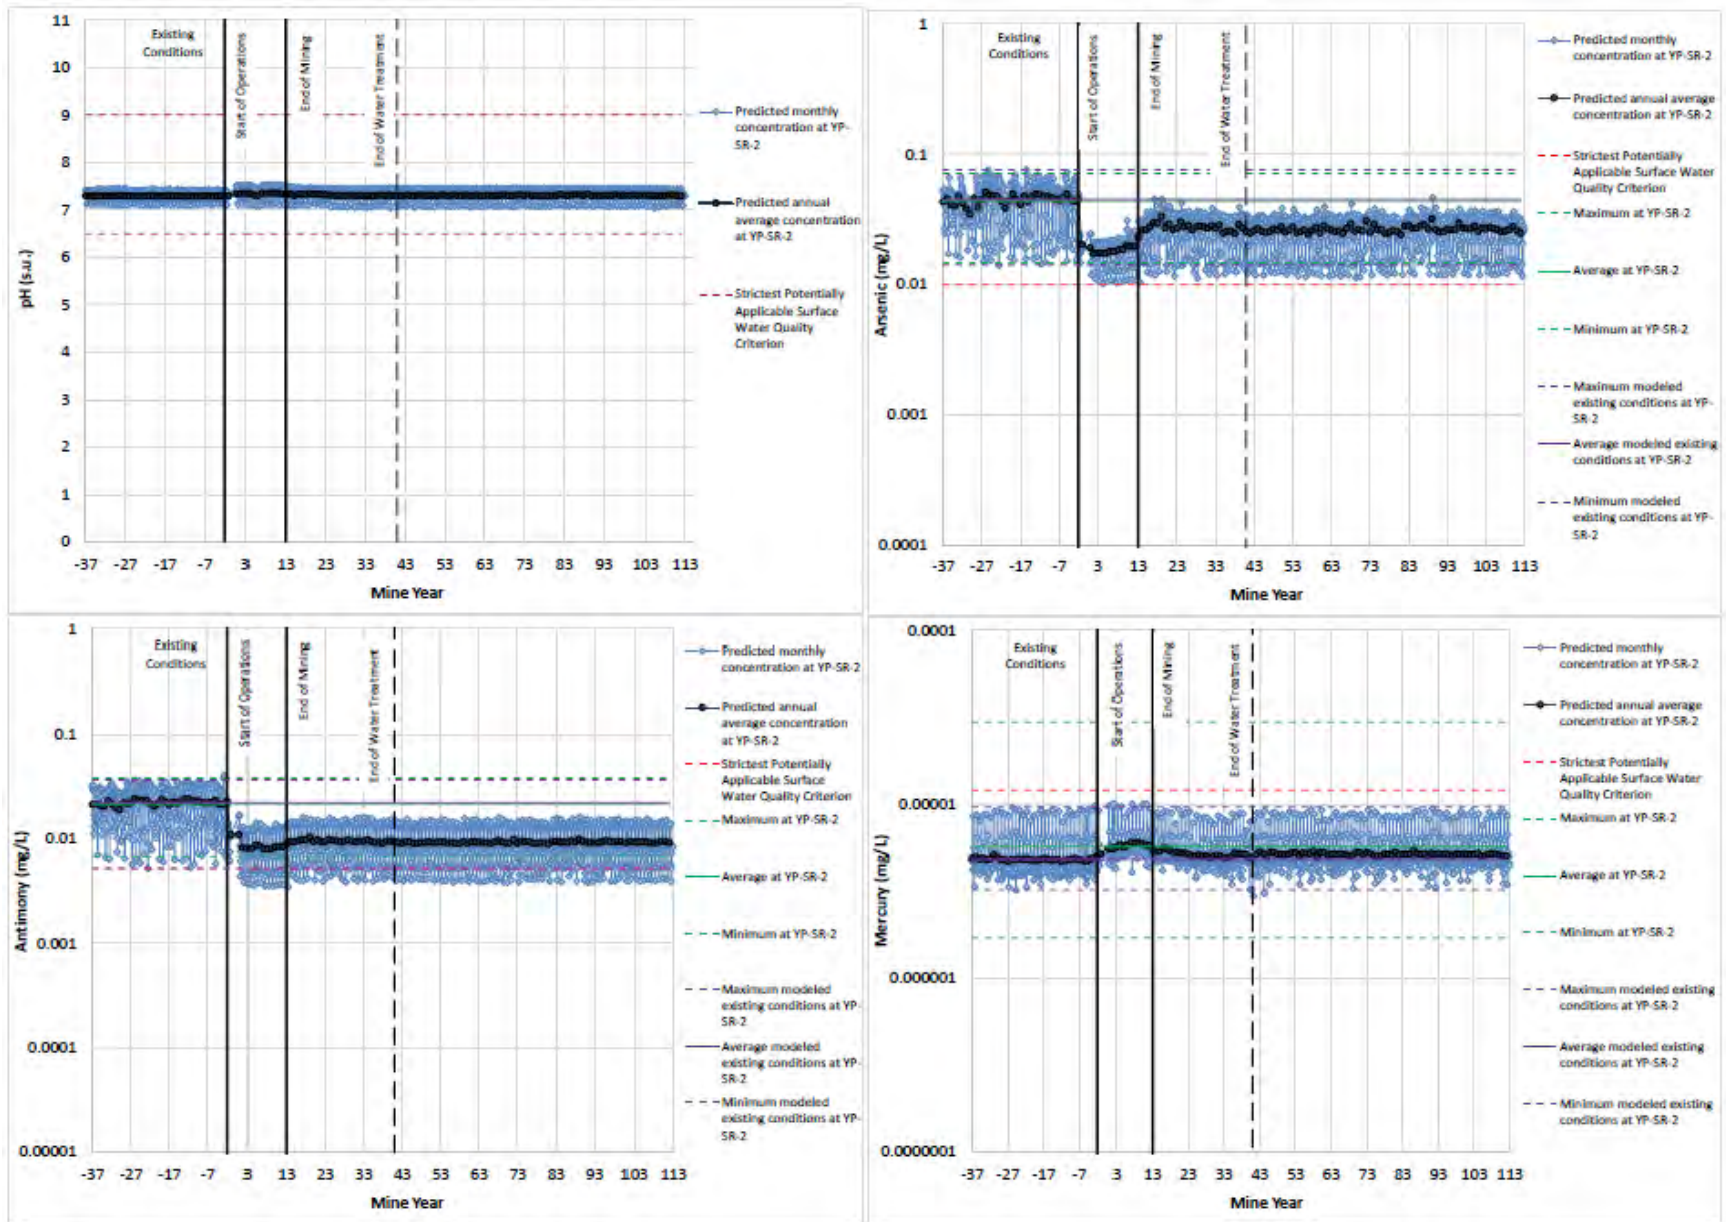 11
10
9
8
7
6
5
4
3
2
1
0
pH (s.u.)
Existing
Conditions
Start of Operations
End of Mining
End of Water Treatment
-37 -27 -17 -7 3 13 23 33 43 53 63 73 83 93 103 113
Mine Year
Predicted monthly
concentration at YP-
SR-2
Predicted annual
average concentration
at YP-SR-2
Strictest Potentially
Applicable Surface
Water Quality
Criterion
1
0.1
0.01
0.001
0.0001
Arsenic (mg/L)
Existing
Conditions
Start of Operations
End of Mining
End of Water Treatment
-37 -27 -17 -7 3 13 23 33 43 53 63 73 83 93 103 113
Mine Year
Predicted monthly
concentration at YP-SR-2
Predicted annual average
concentration at YP-SR-2
Strictest Potentially
Applicable Surface Water
Quality Criterion
Maximum at YP-SR-2
Average at YP-SR-2
Minimum at YP-SR-2
Maximum modeled
existing conditions at YP-
SR-2
Average modeled existing
conditions at YP-SR-2
Minimum modeled
existing conditions at YP-
SR-2
1
0.1
0.01
0.001
0.0001
0.00001
Antimony (mg/L)
Existing
Conditions
Start of Operations
End of Mining
End of Water Treatment
-37 -27 -17 -7 3 13 23 33 43 53 63 73 83 93 103 113
Mine Year
Predicted monthly
concentration at YP-SR-2
Predicted annual
average concentration
at YP-SR-2
Strictest Potentially
Applicable Surface
Water Quality Criterion
Maximum at YP-SR-2
Average at YP-SR-2
Minimum at YP-SR-2
Maximum modeled
existing conditions at YP-
SR-2
Average modeled
existing conditions at YP-
SR-2
Minimum modeled
existing conditions at YP-
SR-2
0.0001
0.00001
0.000001
0.0000001
Mercury (mg/L)
Existing
Conditions
Start of Operations
End of Mining
End of Water Treatment
-37 -27 -17 -7 3 13 23 33 43 53 63 73 83 93 103 113
Mine Year
Predicted monthly
concentration at YP-SR-2
Predicted annual average
concentration at YP-SR-2
Strictest Potentially
Applicable Surface Water
Quality Criterion
Maximum at YP-SR-2
Average at YP-SR-2
Minimum at YP-SR-2
Maximum modeled existing
conditions at YP-SR-2
Average modeled existing
conditions at YP-SR-2
Minimum modeled existing
conditions at YP-SR-2